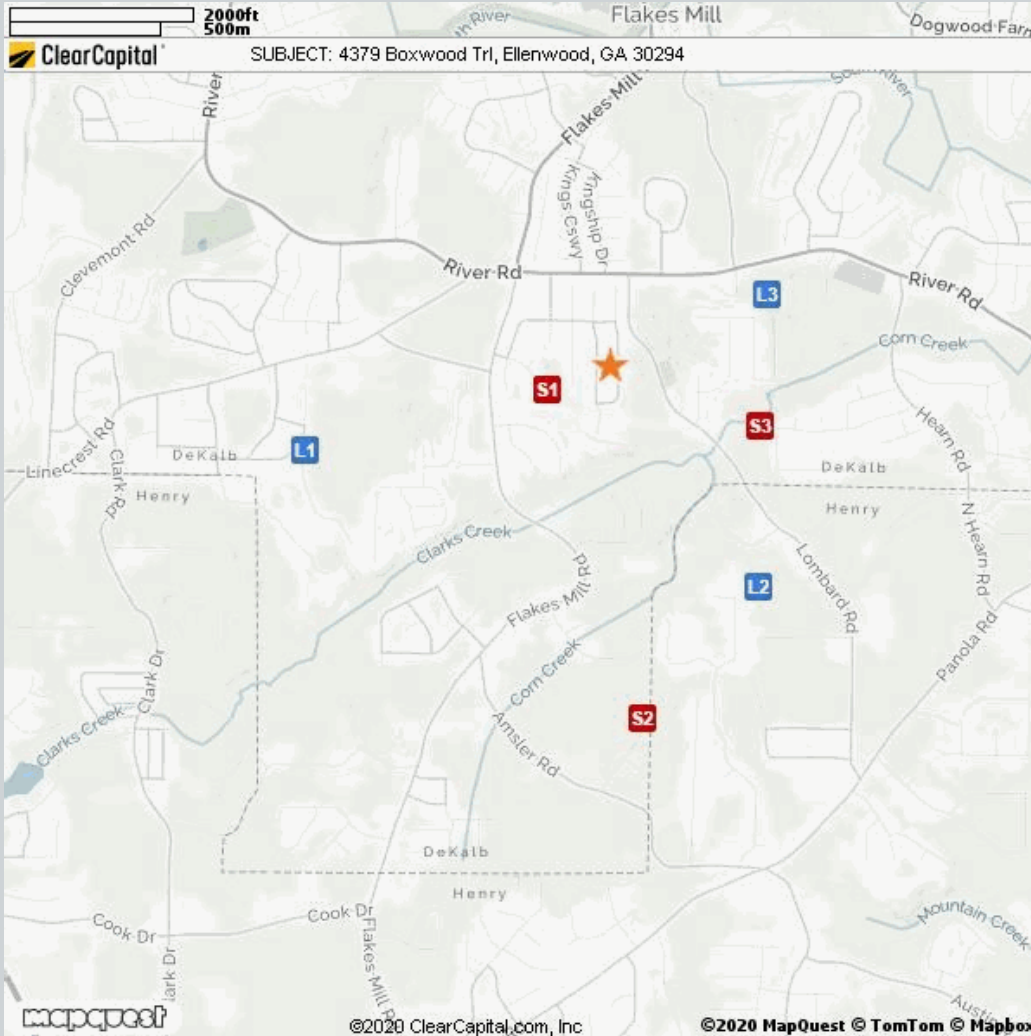 2000ft
500m
Flakes Mill
Dogwood Farm
ClearCapital
SUBJECT: 4379 Boxwood Trl, Ellenwood, GA 30294
River
Flakes Mill
South River
Kings Cswy
Kingship Dr
Clevemont Rd
River Rd
River Rd
L3
Corn Creek
S1
S3
Hearn Rd
Linecrest Rd
Clark Rd
DeKalb
L1
Henry
DeKalb
Henry
N Hearn Rd
Clarks Creek
Flakes Mill Rd
L2
Lombard Rd
Panola Rd
Clark Dr
Corn Creek
Clarks Creek
S2
Amsler Rd
DeKalb
Henry
Cook Dr
Cook Dr
Flakes Mill R
lark Dr
Mountain Creek
Austin
mapquest
©2020 ClearCapital.com, Inc
©2020 MapQuest © TomTom © Mapbox